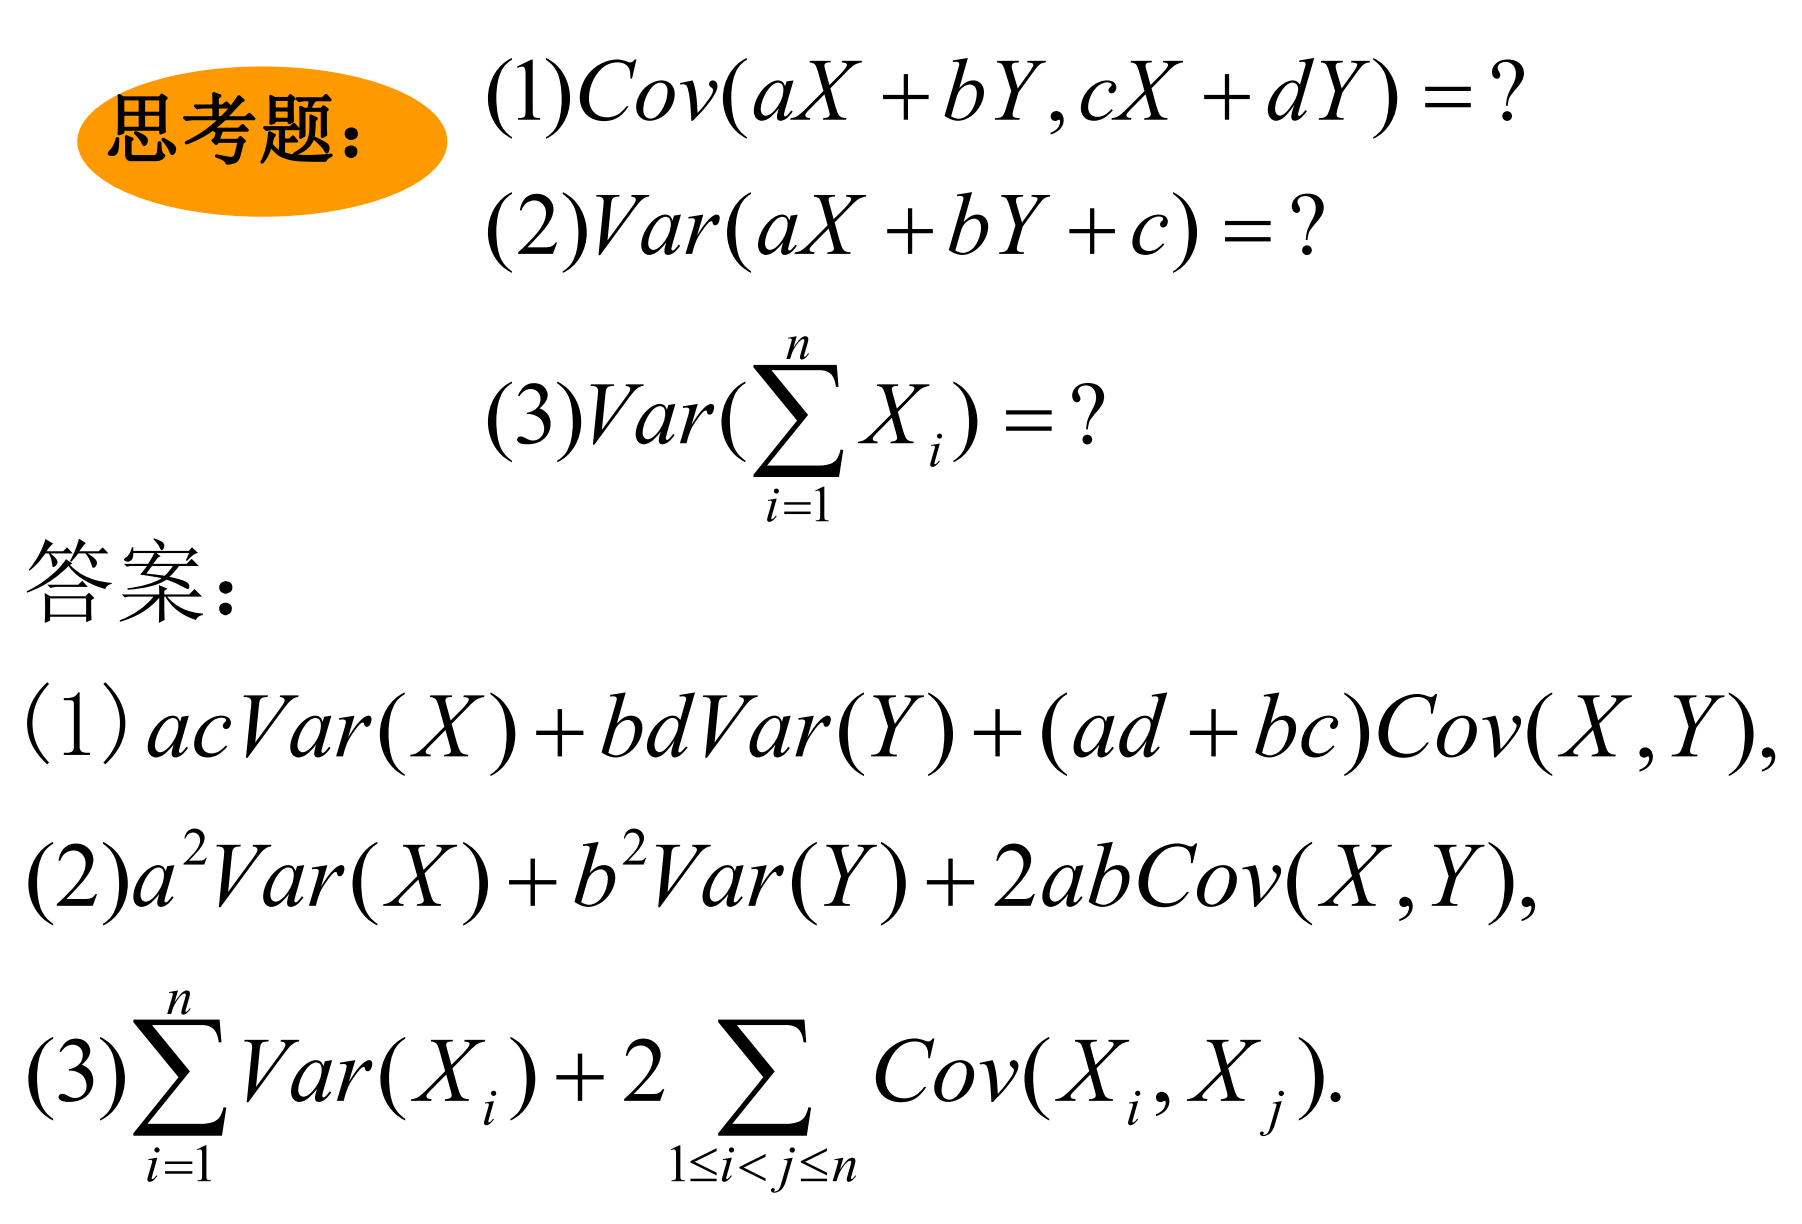 思考题：
(1)Cov(aX + bY, cX + dY) = ?
(2)Var(aX + bY + c) = ?
(3)Var(∑_{i=1}^{n} X_i) = ?
答案：
(1) acVar(X) + bdVar(Y) + (ad + bc)Cov(X, Y),
(2)a²Var(X) + b²Var(Y) + 2abCov(X, Y),
(3)∑_{i=1}^{n} Var(X_i) + 2 ∑_{1≤i<j≤n} Cov(X_i, X_j).